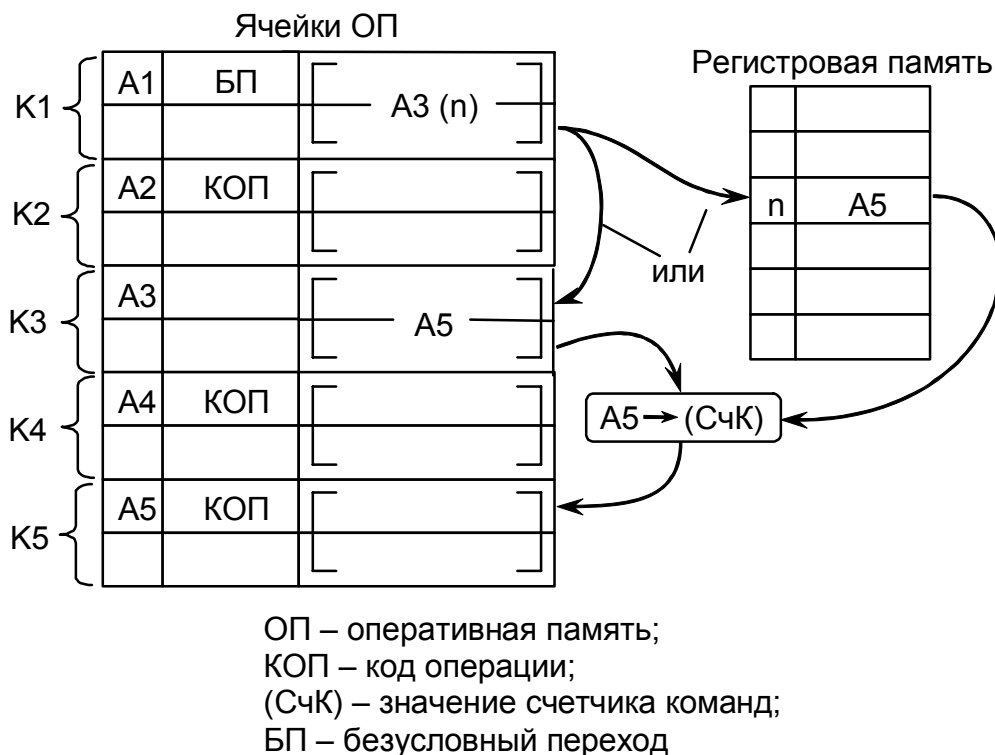 Ячейки ОП
Регистровая память
K1
A1 БП
A3 (n)
K2
A2 КОП
n A5
или
K3
A3
A5
K4
A4 КОП
A5 → (СчК)
K5
A5 КОП
ОП – оперативная память;
КОП – код операции;
(СчК) – значение счетчика команд;
БП – безусловный переход